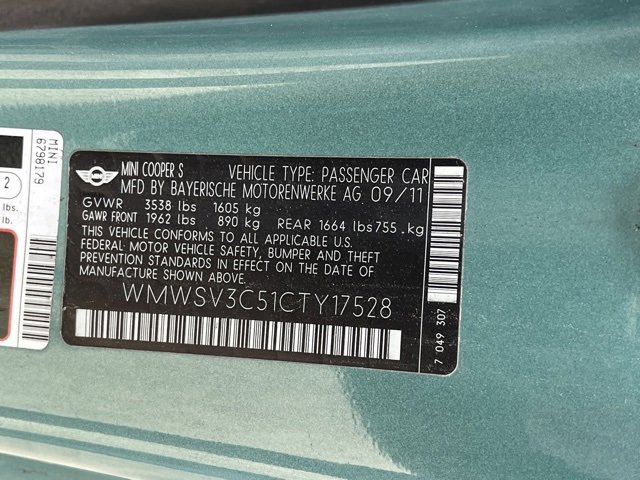 MINI
6798179
2
lbs.
lb.
MINI COOPER S VEHICLE TYPE: PASSENGER CAR
MFD BY BAYERISCHE MOTORENWERKE AG 09/11
GVWR 3538 lbs 1605 kg
GAWR FRONT 1962 lbs 890 kg REAR 1664 lbs755.kg
THIS VEHICLE CONFORMS TO ALL APPLICABLE U.S.
FEDERAL MOTOR VEHICLE SAFETY, BUMPER AND THEFT
PREVENTION STANDARDS IN EFFECT ON THE DATE OF
MANUFACTURE SHOWN ABOVE.
WMWSV3C51CTY17528
7 049 307